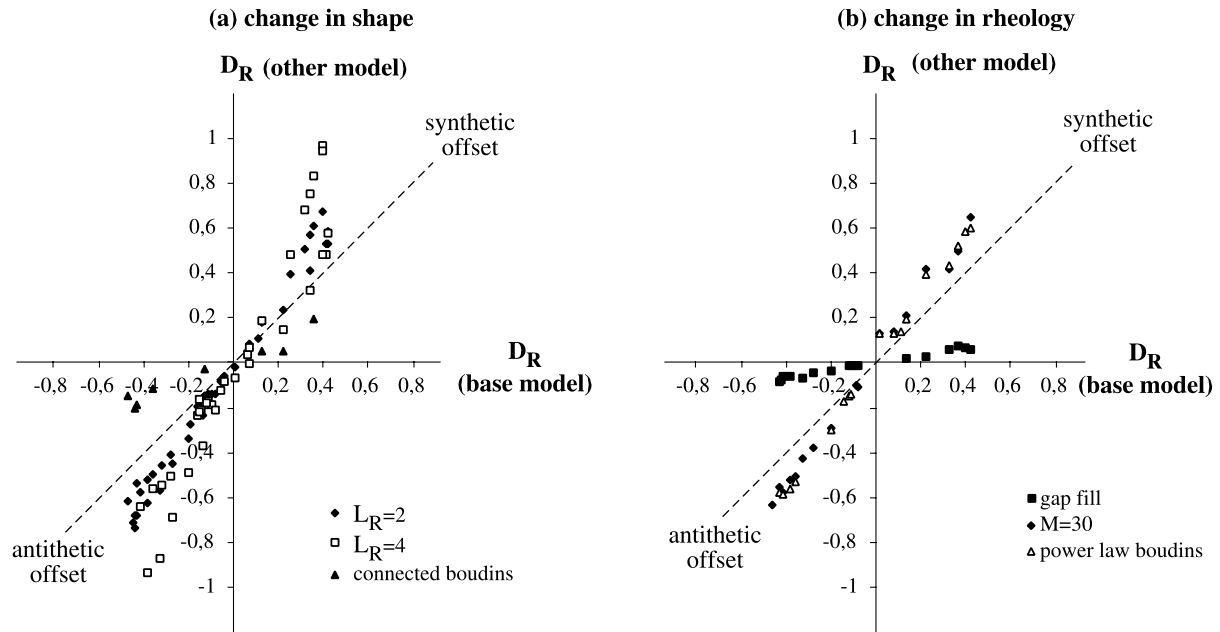 (a) change in shape
D_R (other model)
synthetic
offset
1
0,8
0,6
0,4
0,2
-0,8
-0,6
-0,4
-0,2
0
0,2
0,4
0,6
0,8
D_R
(base model)
-0,4
-0,6
-0,8
-1
antithetic
offset
L_R=2
L_R=4
connected boudins
(b) change in rheology
D_R (other model)
synthetic
offset
1
0,8
0,6
0,4
0,2
-0,8
-0,6
-0,4
-0,2
0
0,2
0,4
0,6
0,8
D_R
(base model)
-0,4
-0,6
-0,8
-1
antithetic
offset
gap fill
M=30
power law boudins